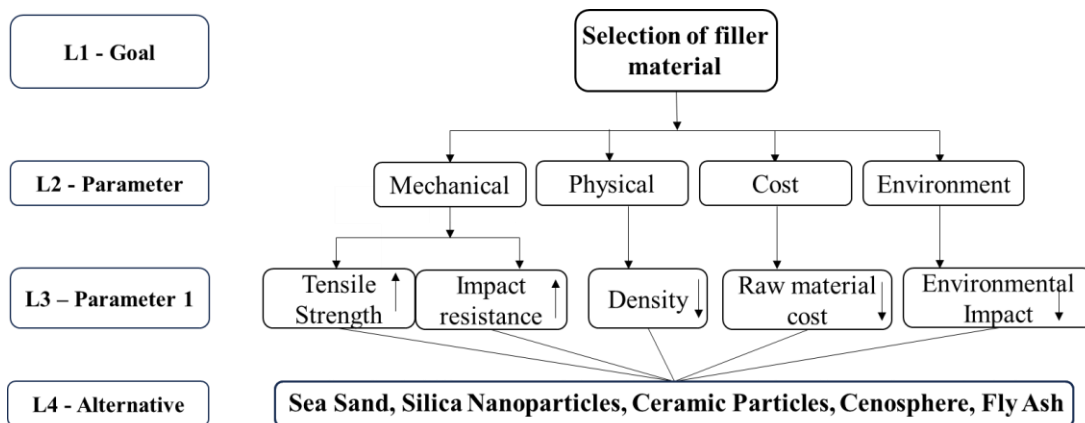 L1 - Goal
Selection of filler
material
L2 - Parameter
Mechanical
Physical
Cost
Environment
L3 – Parameter 1
Tensile
Strength
Impact
resistance
Density
Raw material
cost
Environmental
Impact
L4 - Alternative
Sea Sand, Silica Nanoparticles, Ceramic Particles, Cenosphere, Fly Ash